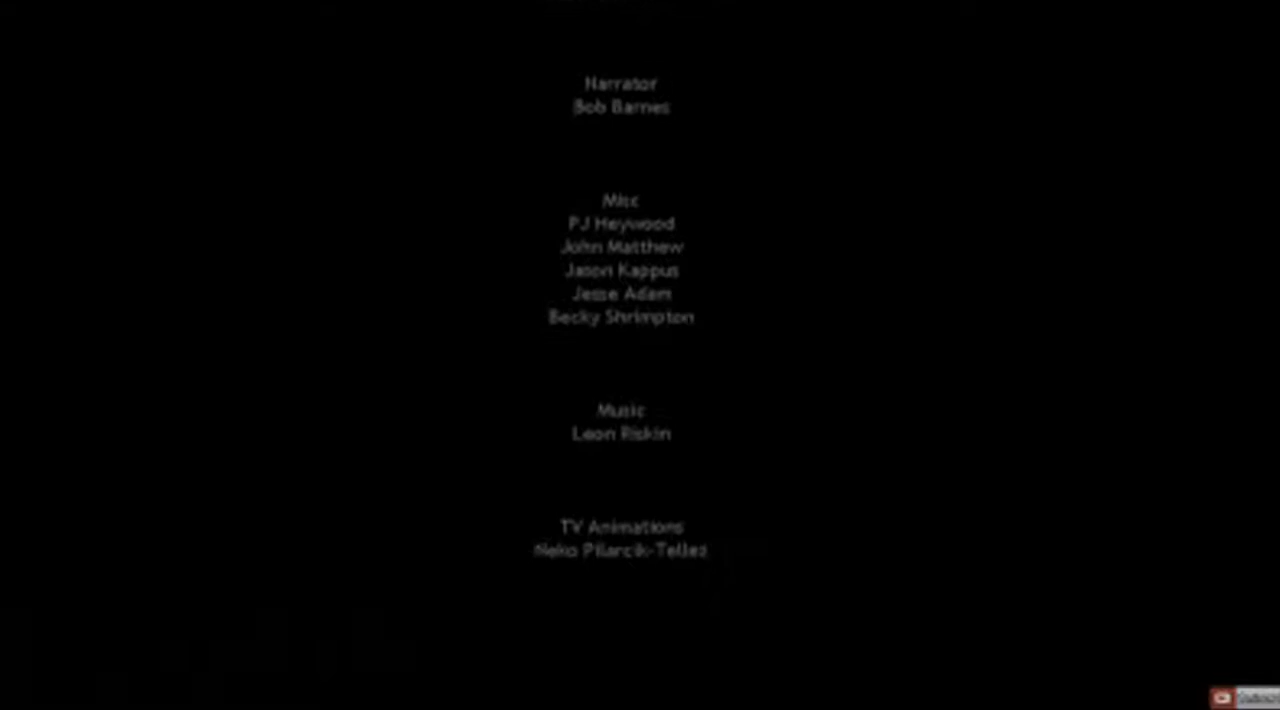 Narrator
Bob Barnes
Misc
PJ Heywood
John Matthew
Jason Kappus
Jesse Adam
Becky Shrimpton
Music
Leon Riskin
TV Animations
Neko Pilarcik-Tellez